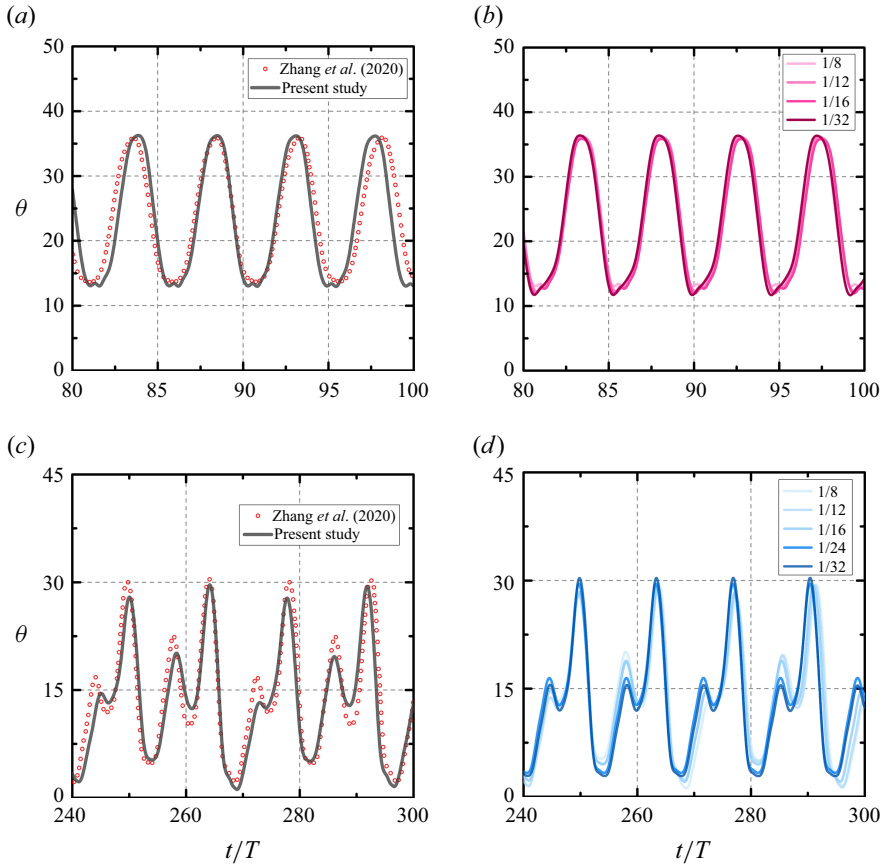 (a)
50
40
30
20
10
0
θ
80 85 90 95 100
Zhang et al. (2020)
Present study
(b)
50
40
30
20
10
0
80 85 90 95 100
1/8
1/12
1/16
1/32
(c)
45
30
15
0
θ
240 260 280 300
t/T
Zhang et al. (2020)
Present study
(d)
45
30
15
0
240 260 280 300
t/T
1/8
1/12
1/16
1/24
1/32